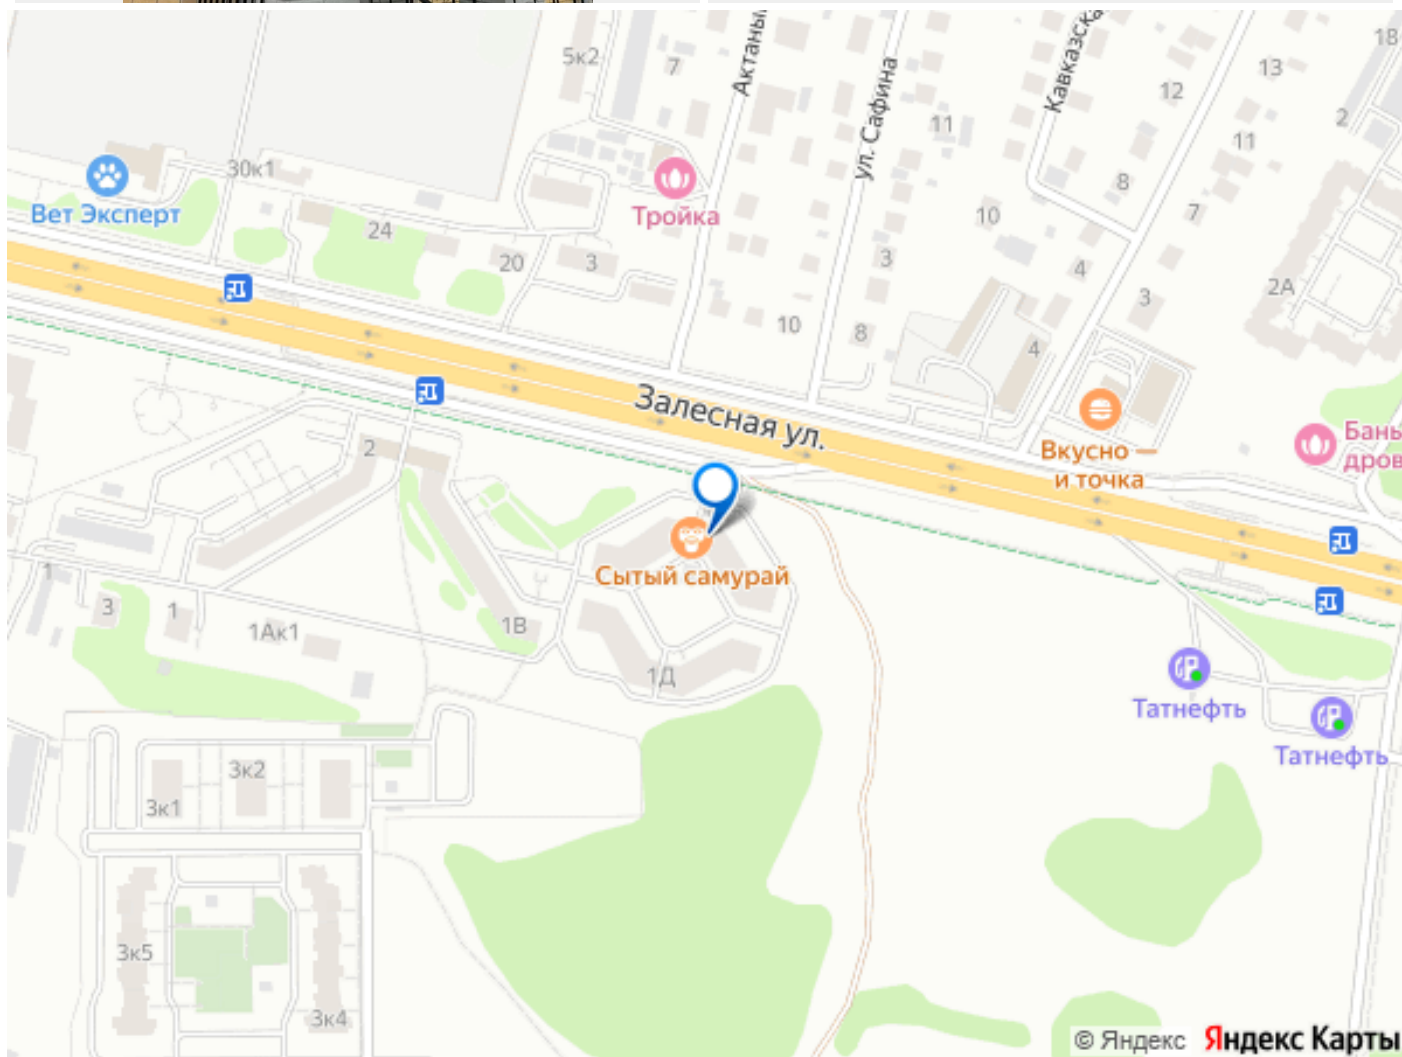 5к2
7
Актаны
ул. Сафина
Кавказска
18
13
12
2
11
11
30к1
Вет Эксперт
Тройка
8
7
24
10
20
3
3
4
2А
3
10
8
4
Залесная ул.
Вкусно —
и точка
Бань
дров
2
Сытый самурай
1
3
1
1Ак1
1В
1Д
Татнефть
Татнефть
3к2
3к1
3к5
3к4
© Яндекс Яндекс Карты